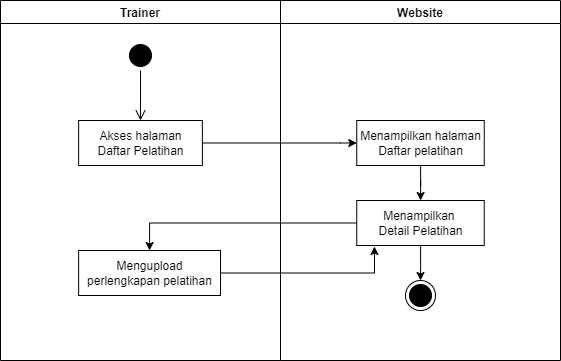 Trainer
Website
Akses halaman
Daftar Pelatihan
Menampilkan halaman
Daftar pelatihan
Menampilkan
Detail Pelatihan
Mengupload
perlengkapan pelatihan